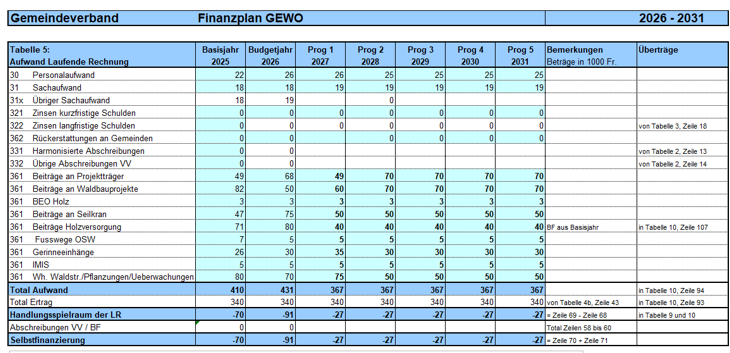 Gemeindeverband Finanzplan GEWO 2026 - 2031
Tabelle 5: Basisjahr Budgetjahr Prog 1 Prog 2 Prog 3 Prog 4 Prog 5 Bemerkungen Überträge
Aufwand Laufende Rechnung 2025 2026 2027 2028 2029 2030 2031 Beträge in 1000 Fr.
30 Personalaufwand 22 26 26 25 25 25 25
31 Sachaufwand 18 18 19 19 19 19 19
31x Übriger Sachaufwand 18 19 0
321 Zinsen kurzfristige Schulden 0 0 0 0 0 0 0
322 Zinsen langfristige Schulden 0 0 0 0 0 0 0 von Tabelle 3, Zeile 18
362 Rückerstattungen an Gemeinden 0 0 0 0 0 0
331 Harmonisierte Abschreibungen 0 0 von Tabelle 2, Zeile 13
332 Übrige Abschreibungen VV 0 0 von Tabelle 2, Zeile 14
361 Beiträge an Projektträger 49 68 49 70 70 70 70
361 Beiträge an Waldbauprojekte 82 50 60 70 70 70 70
361 BEO Holz 3 3 3 3 3 3 3
361 Beiträge an Seilkran 47 75 50 50 50 50 50
361 Beiträge Holzversorgung 71 80 40 40 40 40 40 BF aus Basisjahr in Tabelle 10, Zeile 107
361 Fusswege OSW 7 5 5 5 5 5 5
361 Gerinneeinhänge 26 30 35 30 30 30 30
361 IMIS 5 5 5 5 5 5 5
361 Wh. Waldstr./Pflanzungen/Ueberwachungen 80 70 75 50 50 50 50
Total Aufwand 410 431 367 367 367 367 367 in Tabelle 10, Zeile 94
Total Ertrag 340 340 340 340 340 340 340 von Tabelle 4b, Zeile 43 in Tabelle 10, Zeile 93
Handlungsspielraum der LR -70 -91 -27 -27 -27 -27 -27 = Zeile 69 - Zeile 68 in Tabelle 9 und 10
Abschreibungen VV / BF 0 0 Total Zeilen 58 bis 60
Selbstfinanzierung -70 -91 -27 -27 -27 -27 -27 = Zeile 70 + Zeile 71